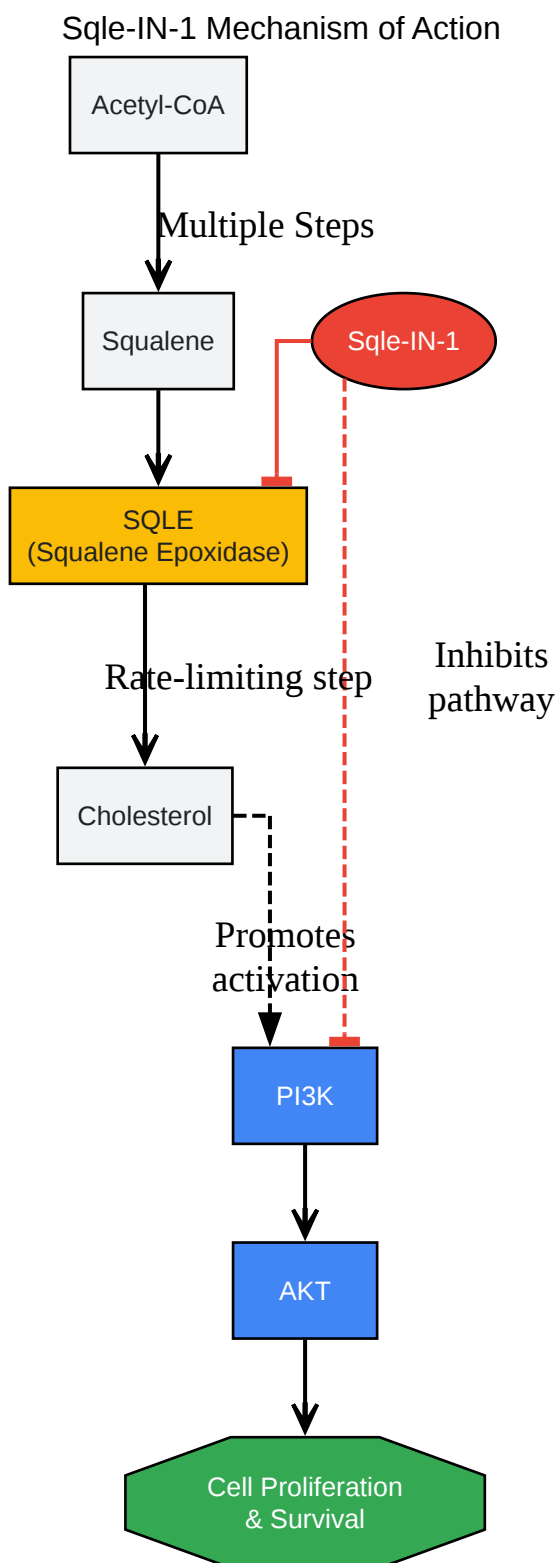 Sqle-IN-1 Mechanism of Action
Acetyl-CoA
Multiple Steps
Squalene
Sqle-IN-1
SQLE
(Squalene Epoxidase)
Rate-limiting step
Inhibits
pathway
Cholesterol
Promotes
activation
PI3K
AKT
Cell Proliferation
& Survival